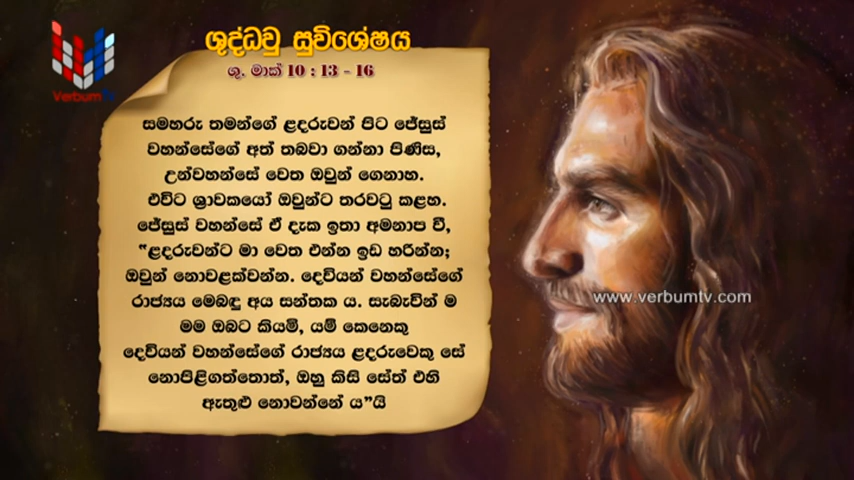 Verbum TV
ශුද්ධවූ සුවිශේෂය
ශු. මාක් 10 : 13 - 16
සමහරු තමන්ගේ ළදරුවන් පිට ජේසුස්
වහන්සේගේ අත් තබවා ගන්නා පිණිස,
උන්වහන්සේ වෙත ඔවුන් ගෙනාහ.
එවිට ශ්‍රාවකයෝ ඔවුන්ට තරවටු කළහ.
ජේසුස් වහන්සේ ඒ දැක ඉතා අමනාප වී,
“ළදරුවන්ට මා වෙත එන්න ඉඩ හරින්න;
ඔවුන් නොවළක්වන්න. දෙවියන් වහන්සේගේ
රාජ්‍යය මෙබඳු අය සන්තක ය. සැබැවින් ම
මම ඔබට කියමි, යම් කෙනෙකු
දෙවියන් වහන්සේගේ රාජ්‍යය ළදරුවෙකු සේ
නොපිළිගත්තොත්, ඔහු කිසි සේත් එහි
ඇතුළු නොවන්නේ ය”යි
www.verbumtv.com